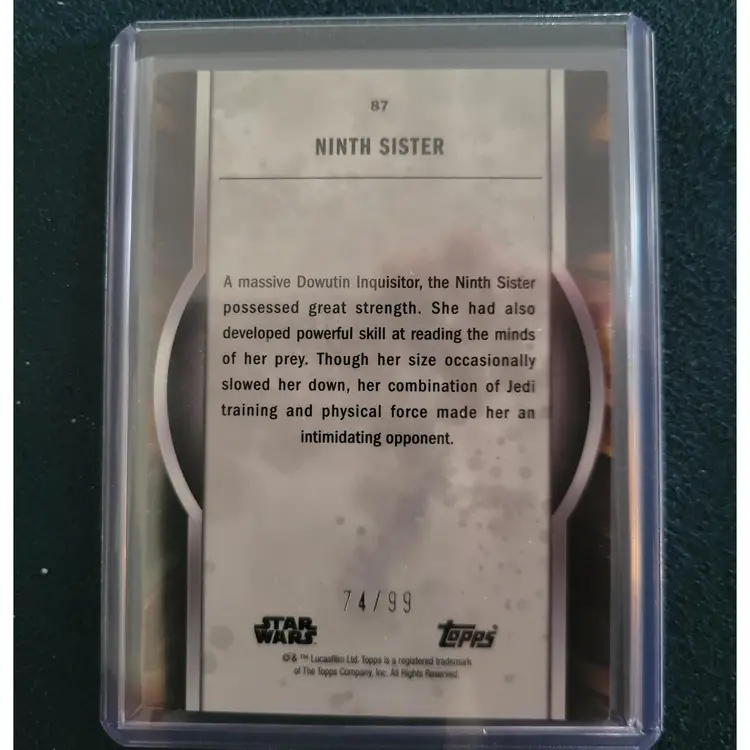 87
NINTH SISTER
A massive Dowutin Inquisitor, the Ninth Sister
possessed great strength. She had also
developed powerful skill at reading the minds
of her prey. Though her size occasionally
slowed her down, her combination of Jedi
training and physical force made her an
intimidating opponent.
74/99
STAR
WARS
Topps
© & ™ Lucasfilm Ltd. Topps is a registered trademark
of The Topps Company, Inc. All Rights Reserved.